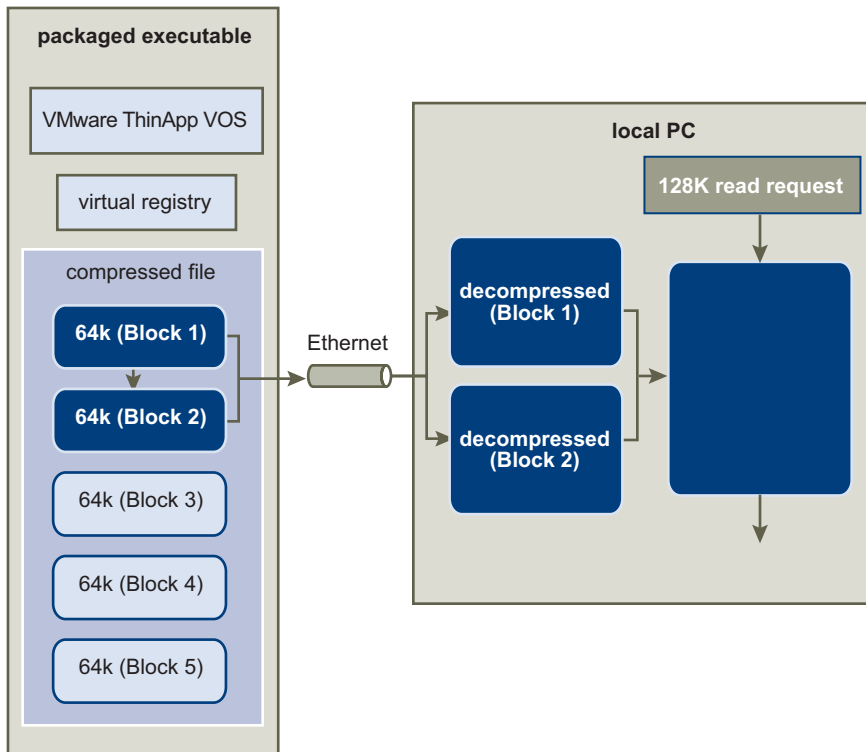 packaged executable
VMware ThinApp VOS
virtual registry
compressed file
64k (Block 1)
64k (Block 2)
64k (Block 3)
64k (Block 4)
64k (Block 5)
Ethernet
local PC
128K read request
decompressed
(Block 1)
decompressed
(Block 2)